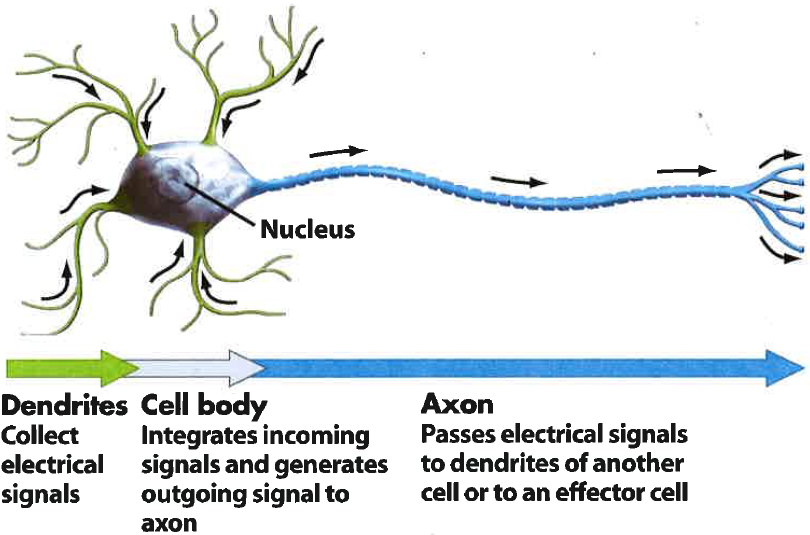 Nucleus
Dendrites
Collect
electrical
signals
Cell body
Integrates incoming
signals and generates
outgoing signal to
axon
Axon
Passes electrical signals
to dendrites of another
cell or to an effector cell